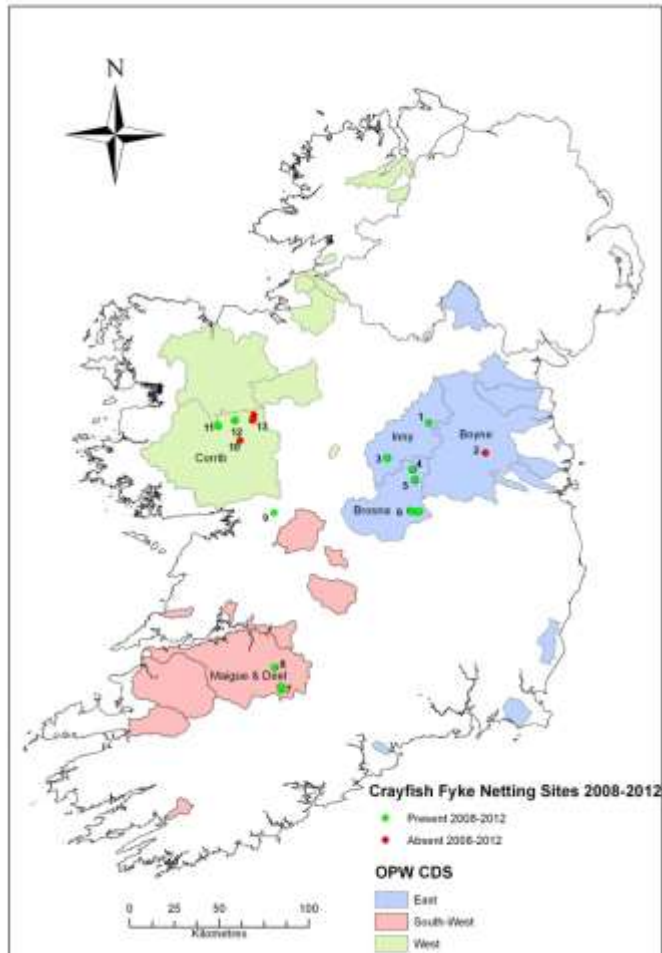 N
1
Inny
Boyne
2
3
4
5
Brosna
6
11
12
13
10
Corrib
9
8
Maigue & Deel
7
Crayfish Fyke Netting Sites 2008-2012
Present 2008-2012
Absent 2008-2012
OPW CDS
East
South-West
West
0 25 50 100
Kilometres